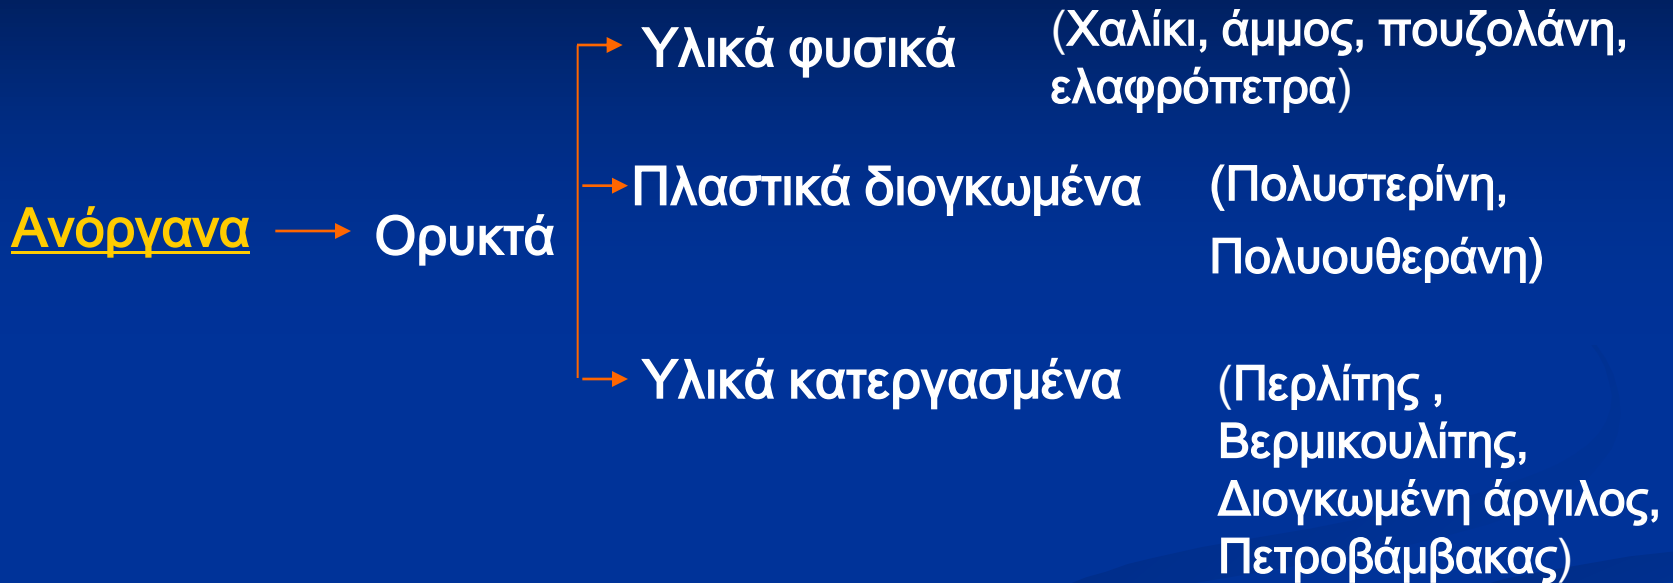 Υλικά φυσικά
(Χαλίκι, άμμος, πουζολάνη,
ελαφρόπετρα)
Πλαστικά διογκωμένα
(Πολυστερίνη,
Πολυουθεράνη)
Ανόργανα
Ορυκτά
Υλικά κατεργασμένα
(Περλίτης ,
Βερμικουλίτης,
Διογκωμένη άργιλος,
Πετροβάμβακας)